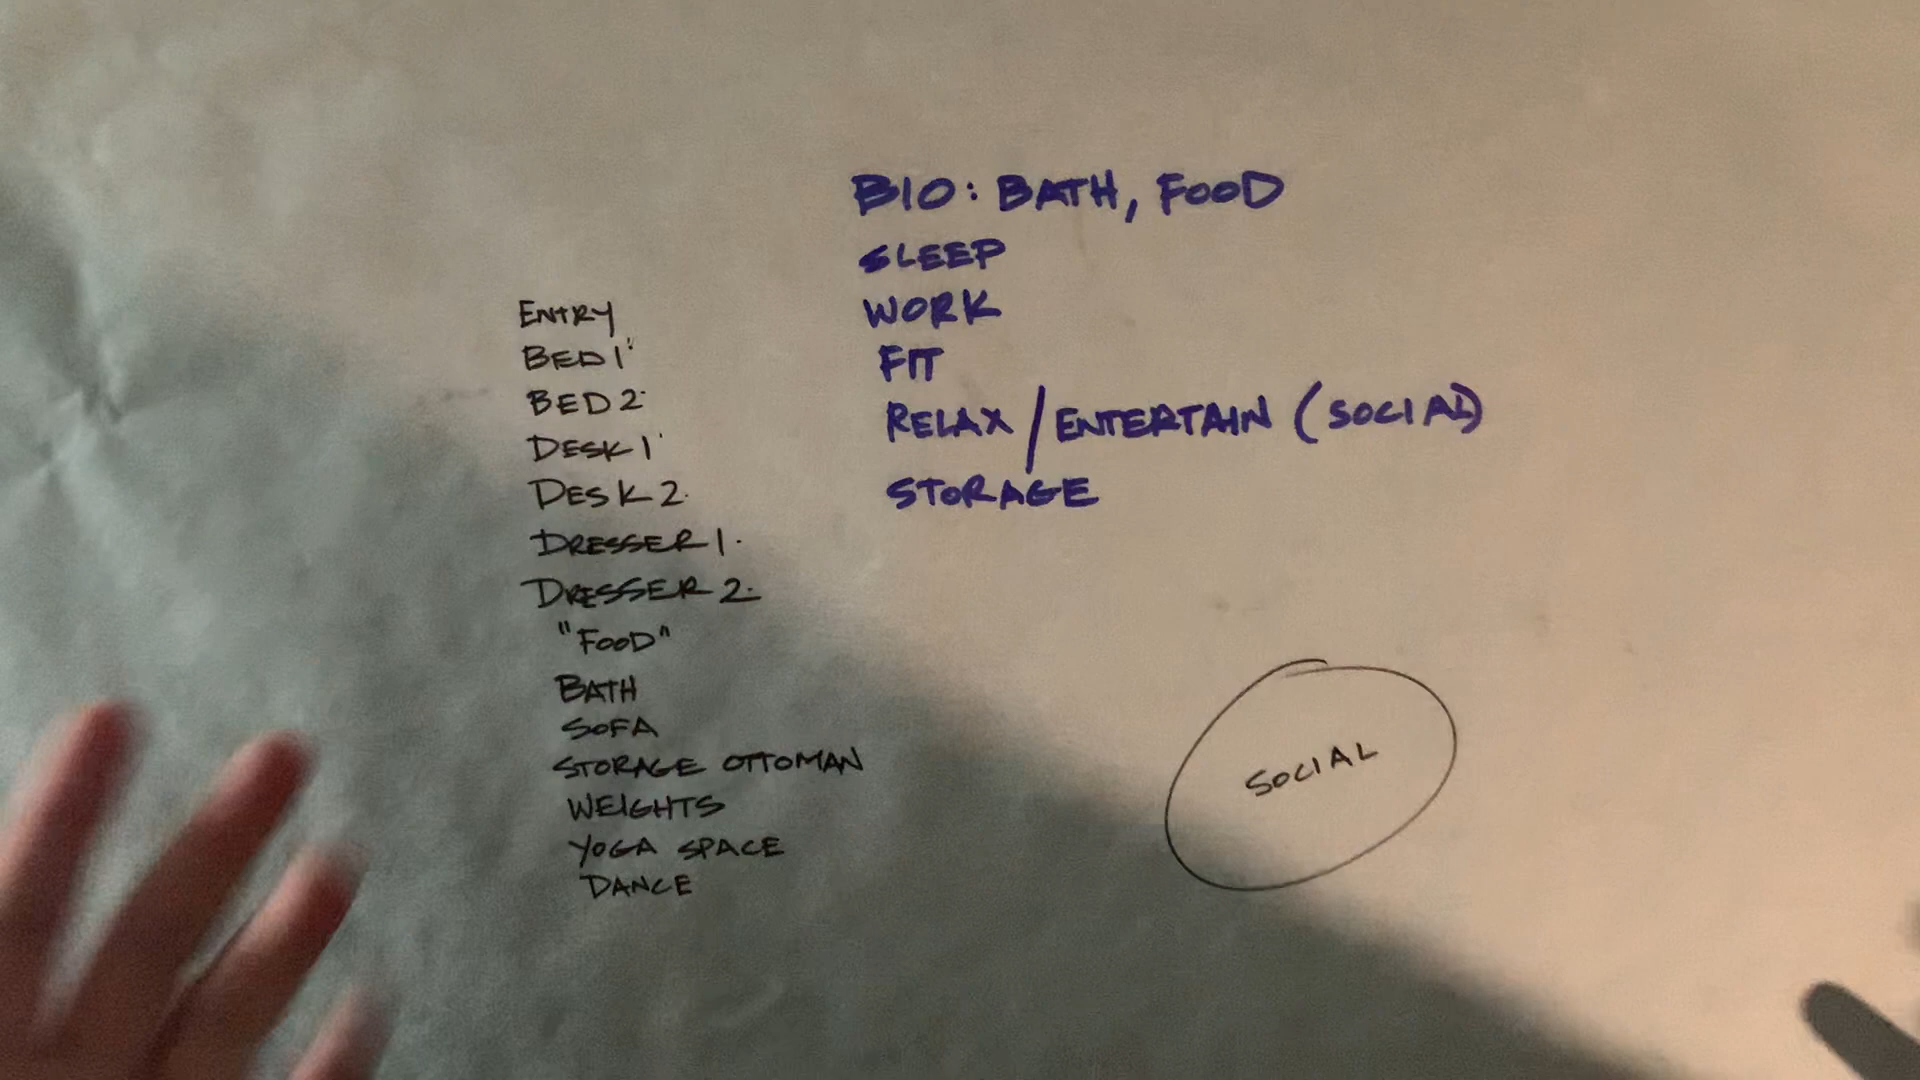 BIO: BATH, FOOD
SLEEP
WORK
FIT
RELAX / ENTERTAIN (SOCIAL)
STORAGE
ENTRY
BED 1
BED 2
DESK 1
DESK 2
DRESSER 1
DRESSER 2
"FOOD"
BATH
SOFA
STORAGE OTTOMAN
WEIGHTS
YOGA SPACE
DANCE
SOCIAL